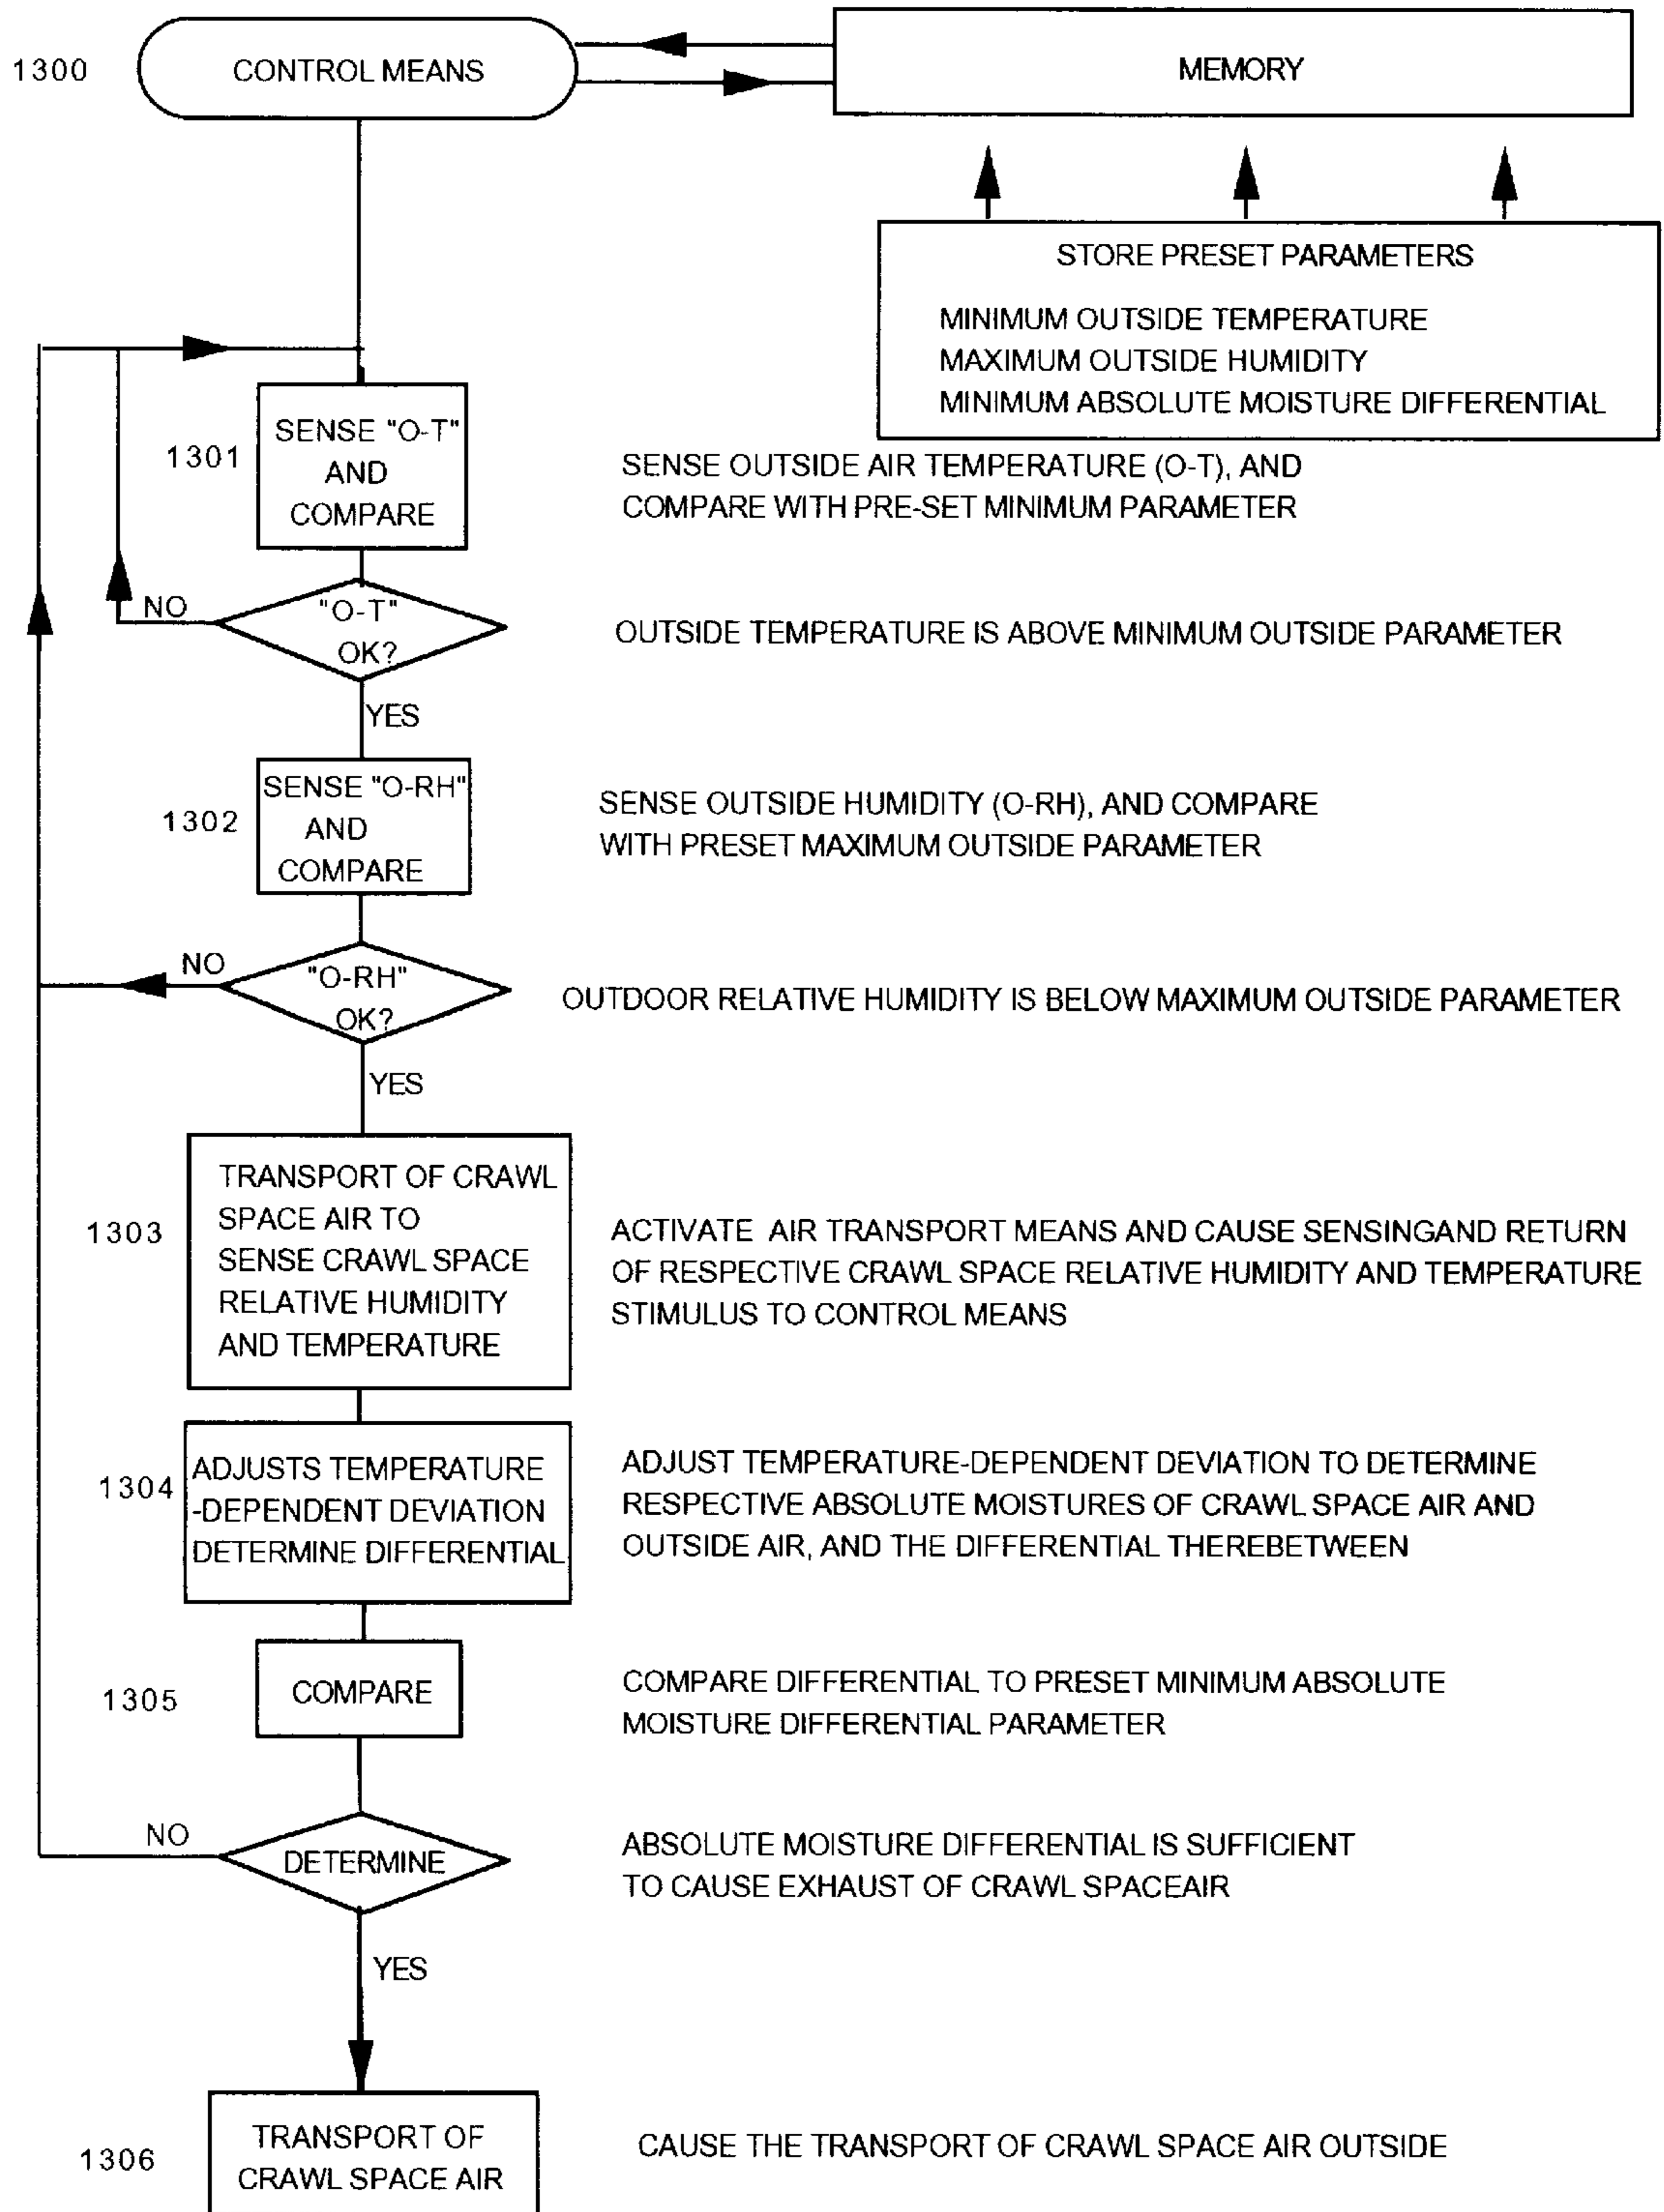 1300
CONTROL MEANS
MEMORY
STORE PRESET PARAMETERS
MINIMUM OUTSIDE TEMPERATURE
MAXIMUM OUTSIDE HUMIDITY
MINIMUM ABSOLUTE MOISTURE DIFFERENTIAL
1301
SENSE "O-T"
AND
COMPARE
SENSE OUTSIDE AIR TEMPERATURE (O-T), AND
COMPARE WITH PRE-SET MINIMUM PARAMETER
NO
"O-T"
OK?
OUTSIDE TEMPERATURE IS ABOVE MINIMUM OUTSIDE PARAMETER
YES
1302
SENSE "O-RH"
AND
COMPARE
SENSE OUTSIDE HUMIDITY (O-RH), AND COMPARE
WITH PRESET MAXIMUM OUTSIDE PARAMETER
NO
"O-RH"
OK?
OUTDOOR RELATIVE HUMIDITY IS BELOW MAXIMUM OUTSIDE PARAMETER
YES
1303
TRANSPORT OF CRAWL
SPACE AIR TO
SENSE CRAWL SPACE
RELATIVE HUMIDITY
AND TEMPERATURE
ACTIVATE AIR TRANSPORT MEANS AND CAUSE SENSINGAND RETURN
OF RESPECTIVE CRAWL SPACE RELATIVE HUMIDITY AND TEMPERATURE
STIMULUS TO CONTROL MEANS
1304
ADJUSTS TEMPERATURE
-DEPENDENT DEVIATION
DETERMINE DIFFERENTIAL
ADJUST TEMPERATURE-DEPENDENT DEVIATION TO DETERMINE
RESPECTIVE ABSOLUTE MOISTURES OF CRAWL SPACE AIR AND
OUTSIDE AIR, AND THE DIFFERENTIAL THEREBETWEEN
1305
COMPARE
COMPARE DIFFERENTIAL TO PRESET MINIMUM ABSOLUTE
MOISTURE DIFFERENTIAL PARAMETER
NO
DETERMINE
ABSOLUTE MOISTURE DIFFERENTIAL IS SUFFICIENT
TO CAUSE EXHAUST OF CRAWL SPACEAIR
YES
1306
TRANSPORT OF
CRAWL SPACE AIR
CAUSE THE TRANSPORT OF CRAWL SPACE AIR OUTSIDE